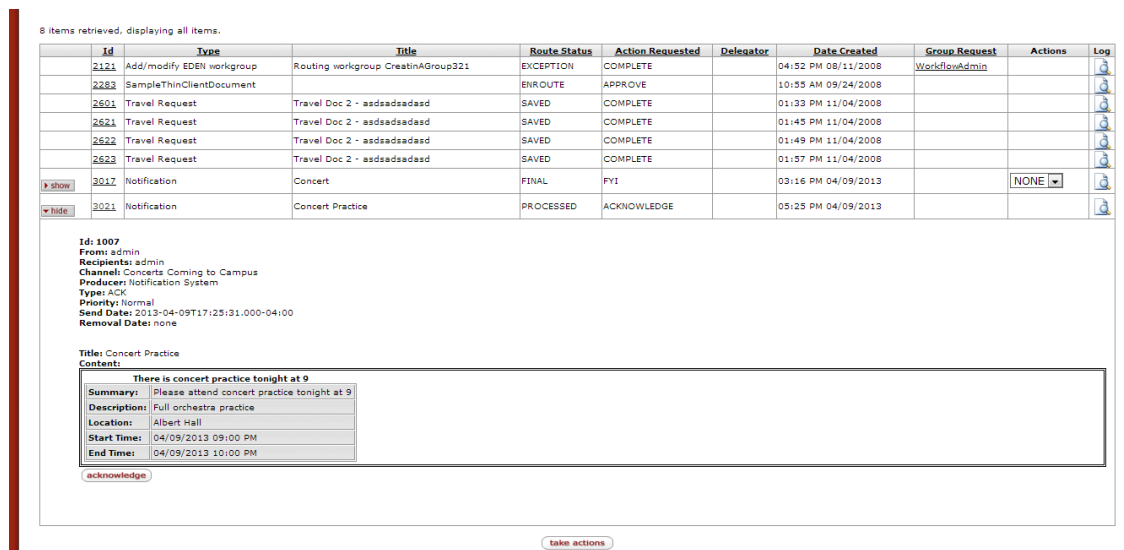 8 items retrieved, displaying all items.
Id Type Title Route Status Action Requested Delegator Date Created Group Request Actions Log
2121 Add/modify EDEN workgroup Routing workgroup CreatinAGroup321 EXCEPTION COMPLETE 04:52 PM 08/11/2008 WorkflowAdmin
2283 SampleThinClientDocument ENROUTE APPROVE 10:55 AM 09/24/2008
2601 Travel Request Travel Doc 2 - asdsadsadasd SAVED COMPLETE 01:33 PM 11/04/2008
2621 Travel Request Travel Doc 2 - asdsadsadasd SAVED COMPLETE 01:45 PM 11/04/2008
2622 Travel Request Travel Doc 2 - asdsadsadasd SAVED COMPLETE 01:49 PM 11/04/2008
2623 Travel Request Travel Doc 2 - asdsadsadasd SAVED COMPLETE 01:57 PM 11/04/2008
show 3017 Notification Concert FINAL FYI 03:16 PM 04/09/2013 NONE
hide 3021 Notification Concert Practice PROCESSED ACKNOWLEDGE 05:25 PM 04/09/2013
Id: 1007
From: admin
Recipients: admin
Channel: Concerts Coming to Campus
Producer: Notification System
Type: ACK
Priority: Normal
Send Date: 2013-04-09T17:25:31.000-04:00
Removal Date: none
Title: Concert Practice
Content:
There is concert practice tonight at 9
Summary: Please attend concert practice tonight at 9
Description: Full orchestra practice
Location: Albert Hall
Start Time: 04/09/2013 09:00 PM
End Time: 04/09/2013 10:00 PM
acknowledge
take actions